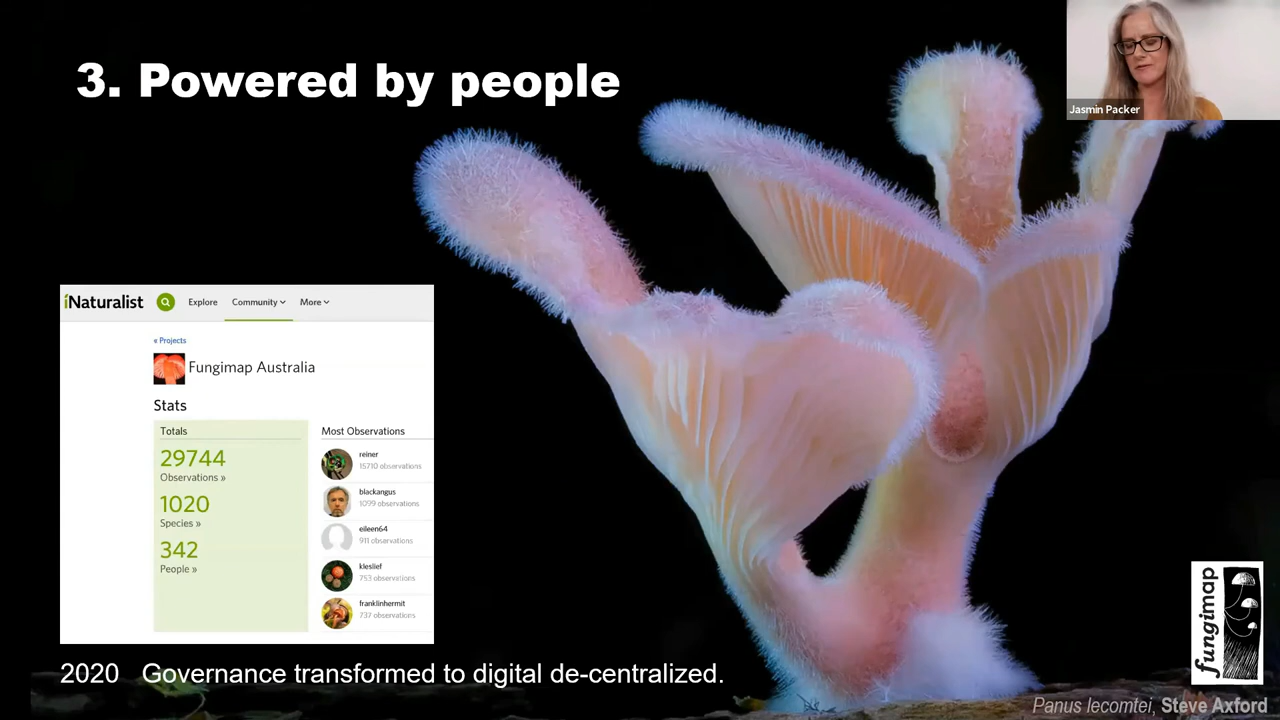 3. Powered by people
Jasmin Packer
iNaturalist
Explore
Community
More
« Projects
Fungimap Australia
Stats
Totals
29744
Observations »
1020
Species »
342
People »
Most Observations
reiner
15710 observations
blackangus
1099 observations
eileen64
911 observations
kleslief
753 observations
franklinhermit
737 observations
2020 Governance transformed to digital de-centralized.
fungimap
Panus lecomtei, Steve Axford